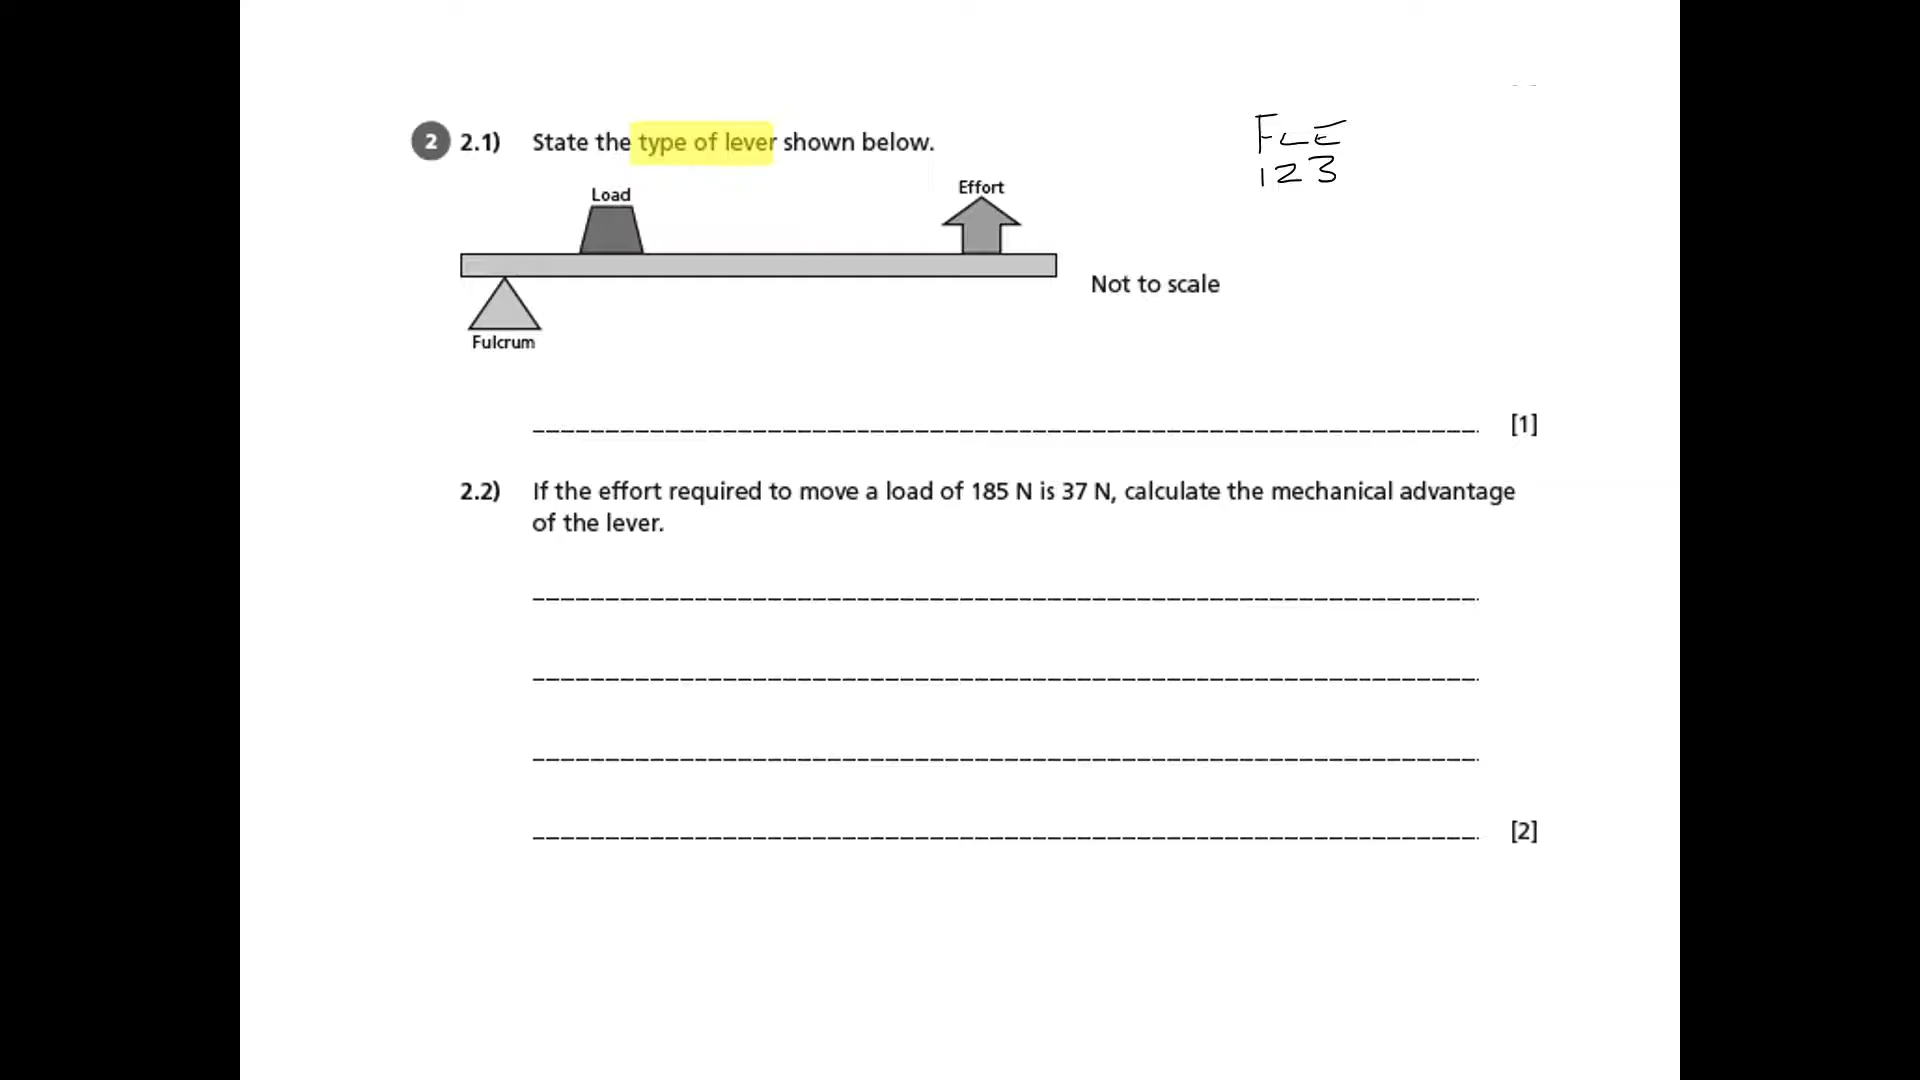 2 2.1) State the type of lever shown below.
FLE
123
Load
Effort
Not to scale
Fulcrum
[1]
2.2) If the effort required to move a load of 185 N is 37 N, calculate the mechanical advantage
of the lever.
[2]